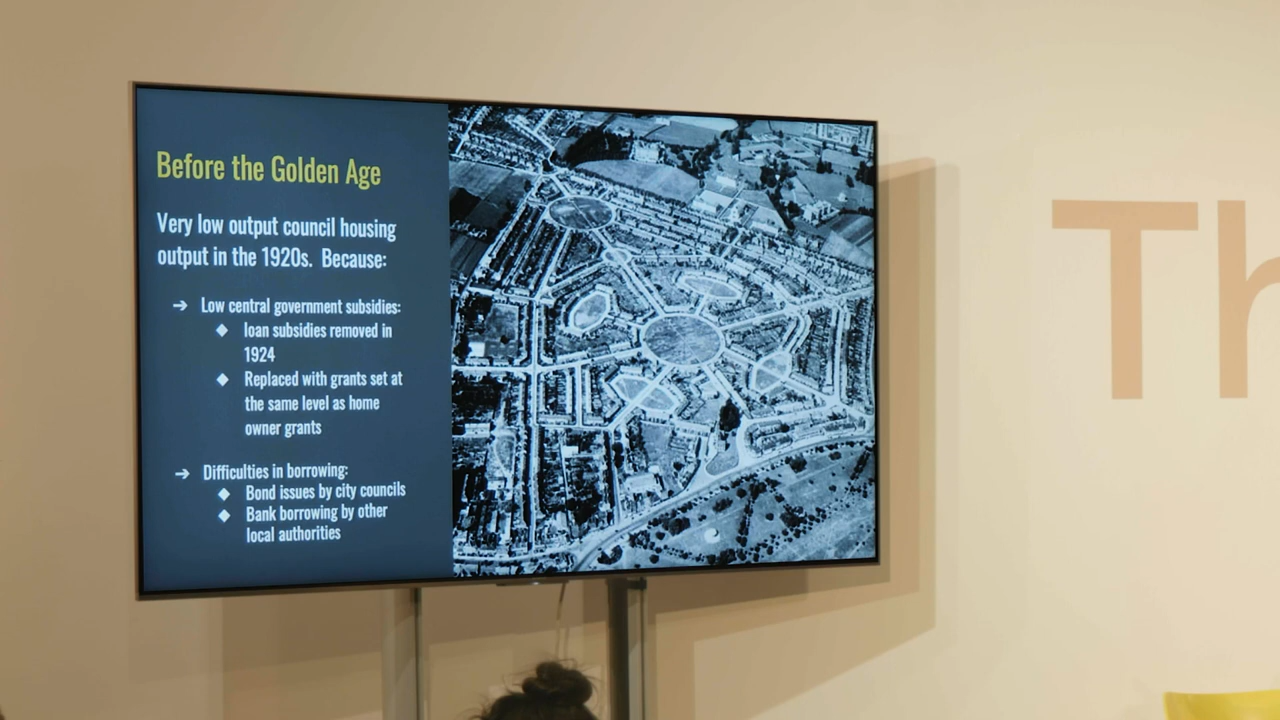 Before the Golden Age
Very low output council housing
output in the 1920s. Because:
➔ Low central government subsidies:
◆ loan subsidies removed in
1924
◆ Replaced with grants set at
the same level as home
owner grants
➔ Difficulties in borrowing:
◆ Bond issues by city councils
◆ Bank borrowing by other
local authorities
Th